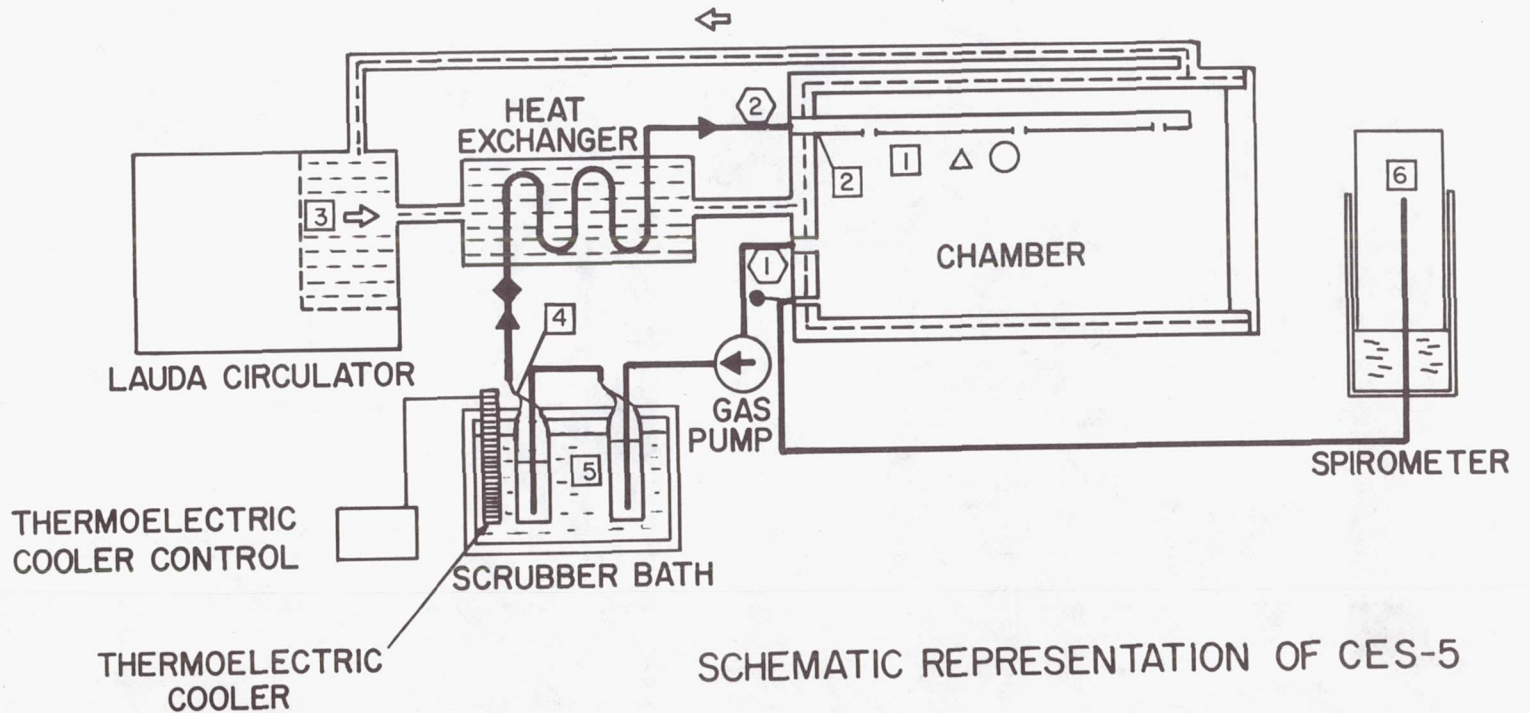 HEAT
EXCHANGER
2
1
2
6
3
CHAMBER
1
4
LAUDA CIRCULATOR
GAS
PUMP
SPIROMETER
5
THERMOELECTRIC
COOLER CONTROL
SCRUBBER BATH
THERMOELECTRIC
COOLER
SCHEMATIC REPRESENTATION OF CES-5